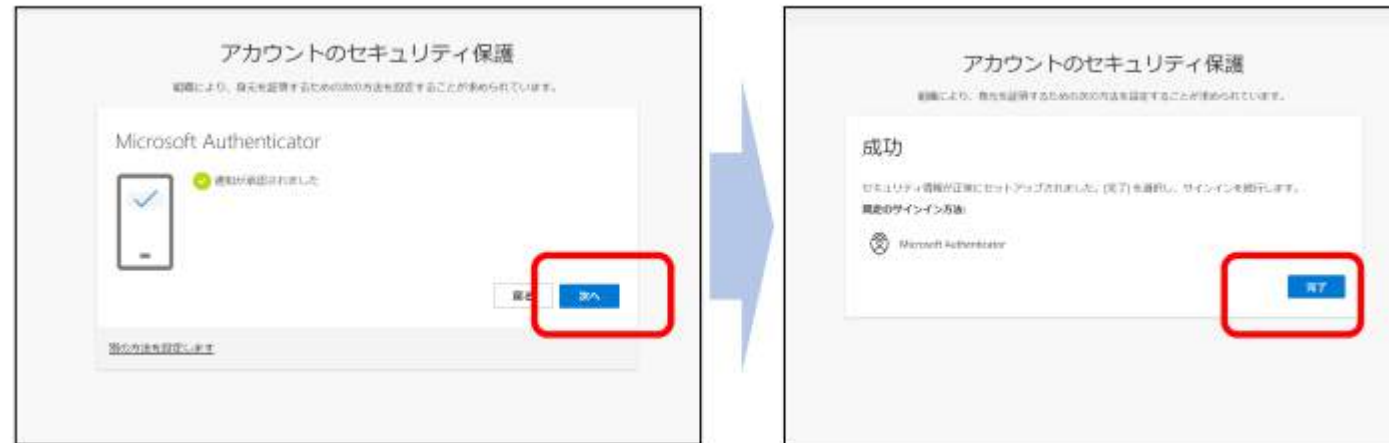 アカウントのセキュリティ保護
組織により、身元を証明するための次の方法を設定することが求められています。
Microsoft Authenticator
通知が承認されました
戻る
次へ
別の方法を設定します
アカウントのセキュリティ保護
組織により、身元を証明するための次の方法を設定することが求められています。
成功
セキュリティ情報が正常にセットアップされました。[完了] を選択し、サインインを続行します。
既定のサインイン方法:
Microsoft Authenticator
完了